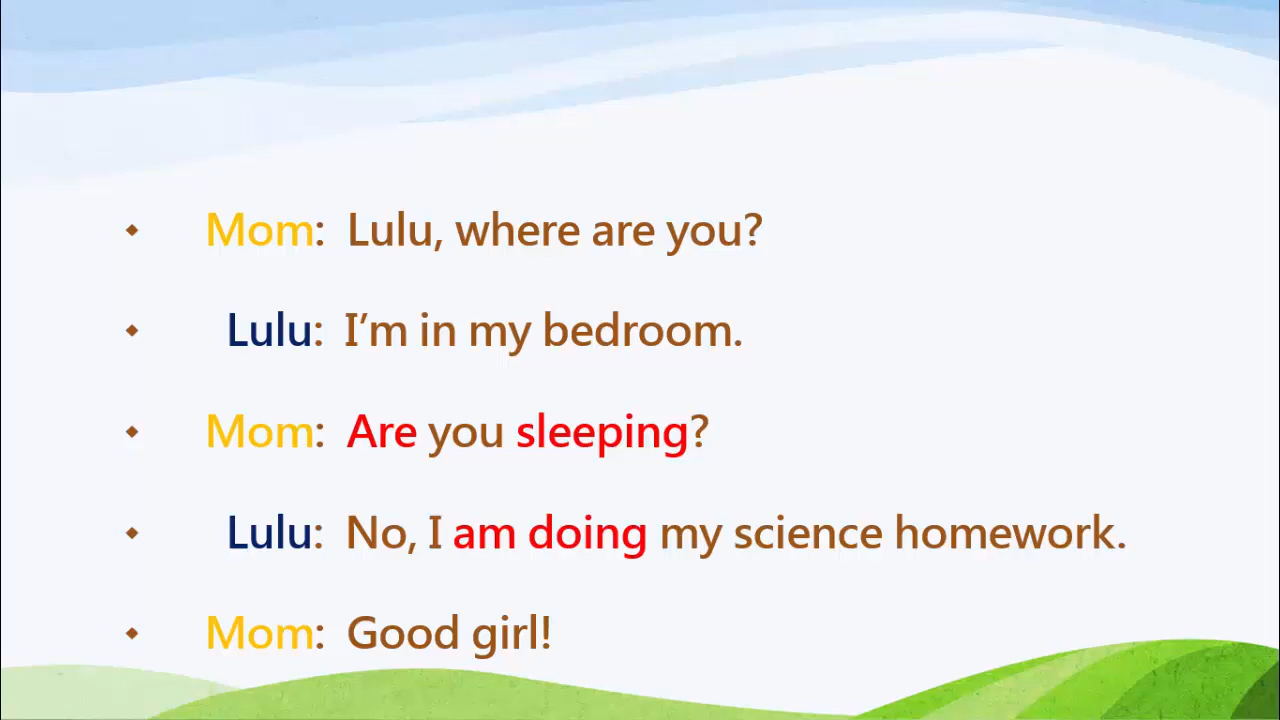 Mom: Lulu, where are you?
Lulu: I’m in my bedroom.
Mom: Are you sleeping?
Lulu: No, I am doing my science homework.
Mom: Good girl!